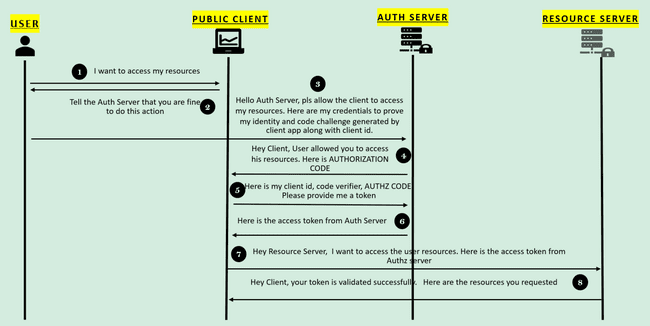 USER
PUBLIC CLIENT
AUTH SERVER
RESOURCE SERVER
1
I want to access my resources
Tell the Auth Server that you are fine
to do this action
2
3
Hello Auth Server, pls allow the client to access
my resources. Here are my credentials to prove
my identity and code challenge generated by
client app along with client id.
Hey Client, User allowed you to access
his resources. Here is AUTHORIZATION
CODE
4
5
Here is my client id, code verifier, AUTHZ CODE
Please provide me a token
Here is the access token from Auth Server
6
7
Hey Resource Server, I want to access the user resources. Here is the access token from
Authz server
Hey Client, your token is validated successfully. Here are the resources you requested
8